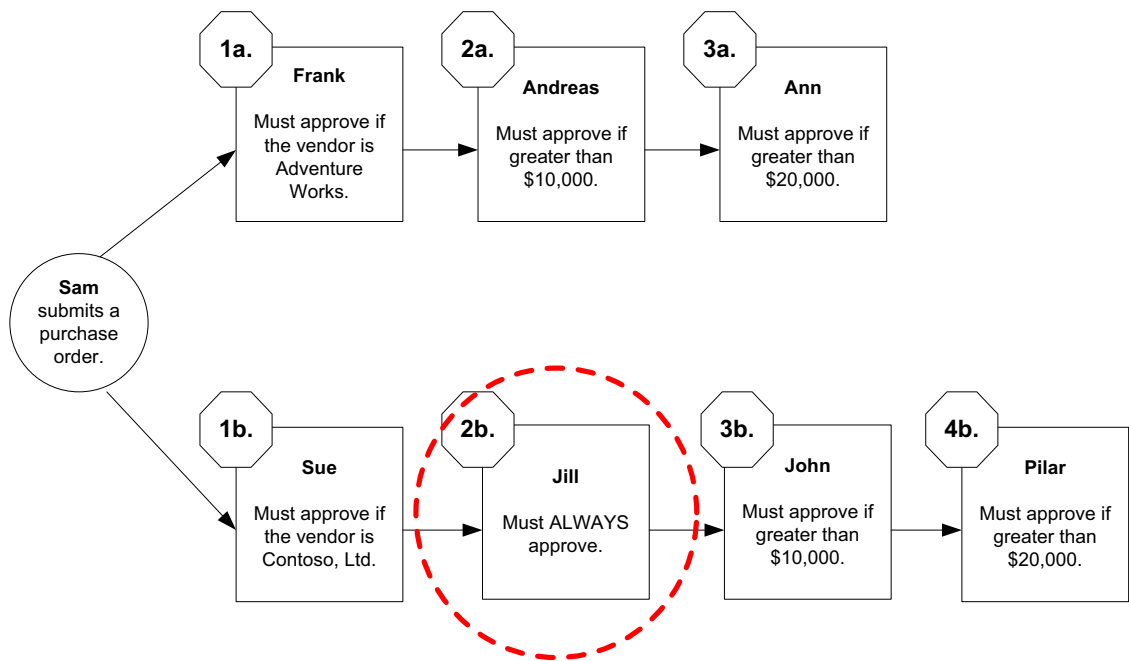 1a.
Frank
Must approve if
the vendor is
Adventure
Works.
2a.
Andreas
Must approve if
greater than
$10,000.
3a.
Ann
Must approve if
greater than
$20,000.
Sam
submits a
purchase
order.
1b.
Sue
Must approve if
the vendor is
Contoso, Ltd.
2b.
Jill
Must ALWAYS
approve.
3b.
John
Must approve if
greater than
$10,000.
4b.
Pilar
Must approve if
greater than
$20,000.